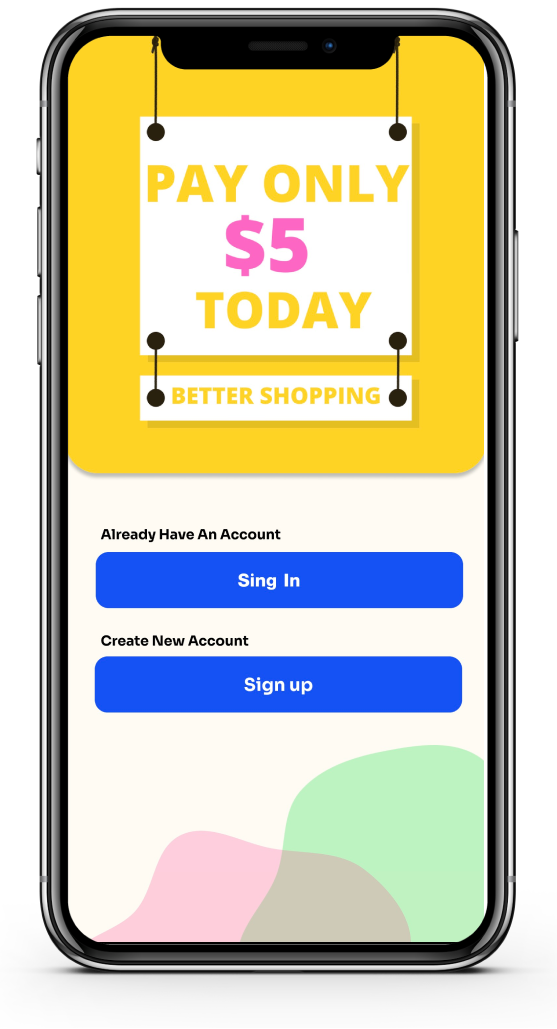 PAY ONLY
$5
TODAY
BETTER SHOPPING
Already Have An Account
Sing In
Create New Account
Sign up